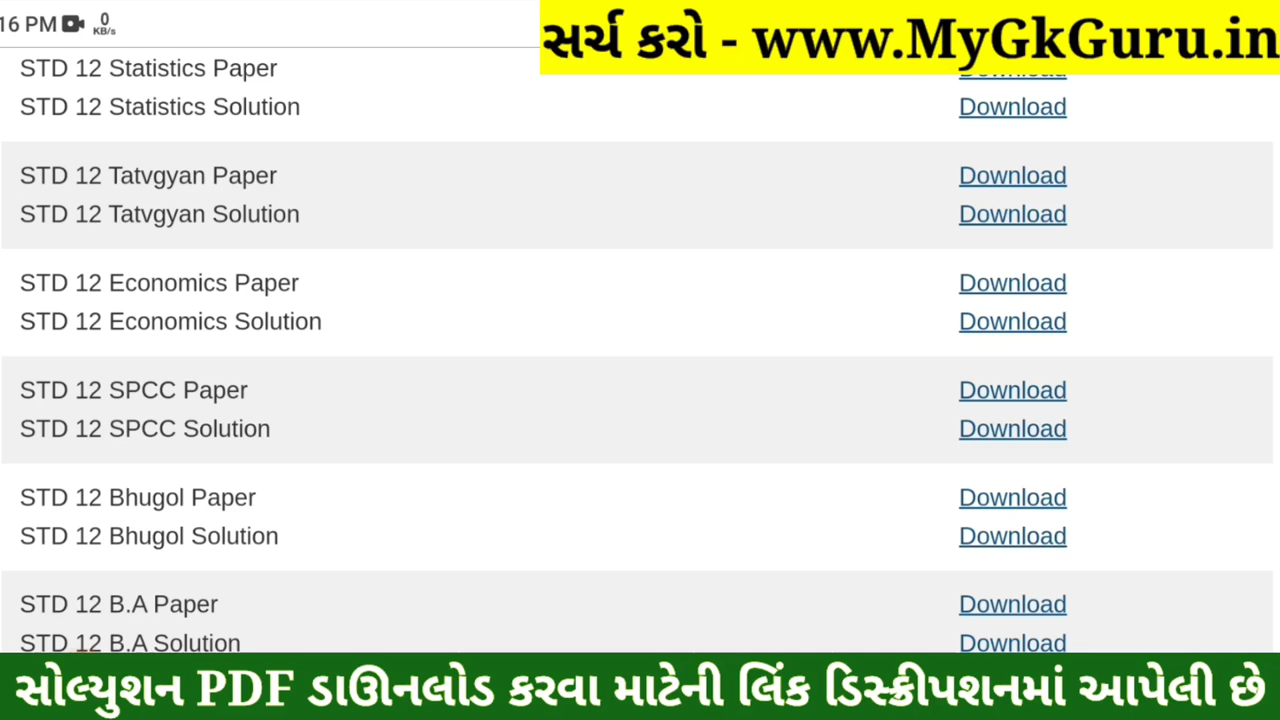 16 PM 0 KB/s
સર્ચ કરો - www.MyGkGuru.in
STD 12 Statistics Paper Download
STD 12 Statistics Solution Download
STD 12 Tatvgyan Paper Download
STD 12 Tatvgyan Solution Download
STD 12 Economics Paper Download
STD 12 Economics Solution Download
STD 12 SPCC Paper Download
STD 12 SPCC Solution Download
STD 12 Bhugol Paper Download
STD 12 Bhugol Solution Download
STD 12 B.A Paper Download
STD 12 B.A Solution Download
સોલ્યુશન PDF ડાઊનલોડ કરવા માટેની લિંક ડિસ્ક્રીપશનમાં આપેલી છે